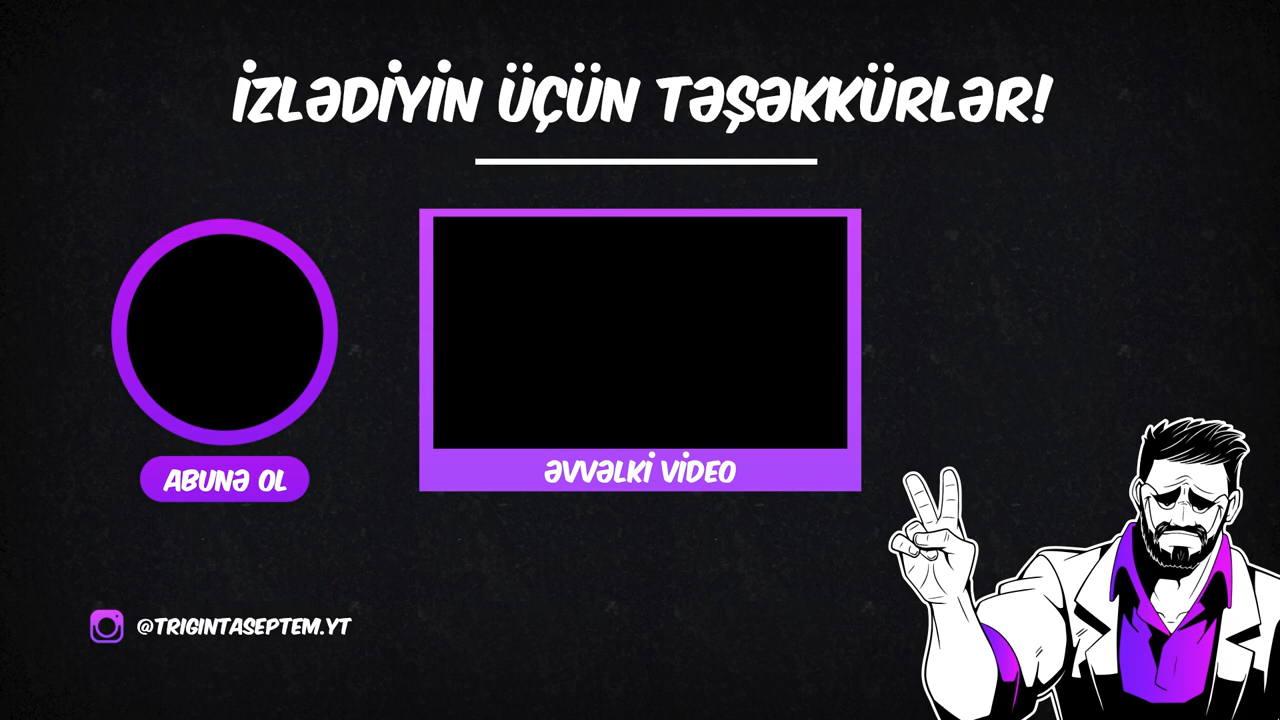 İZLƏDİYİN ÜÇÜN TƏŞƏKKÜRLƏR!
ƏVVƏLKİ VİDEO
ABUNƏ OL
@TRIGINTASEPTEM.YT